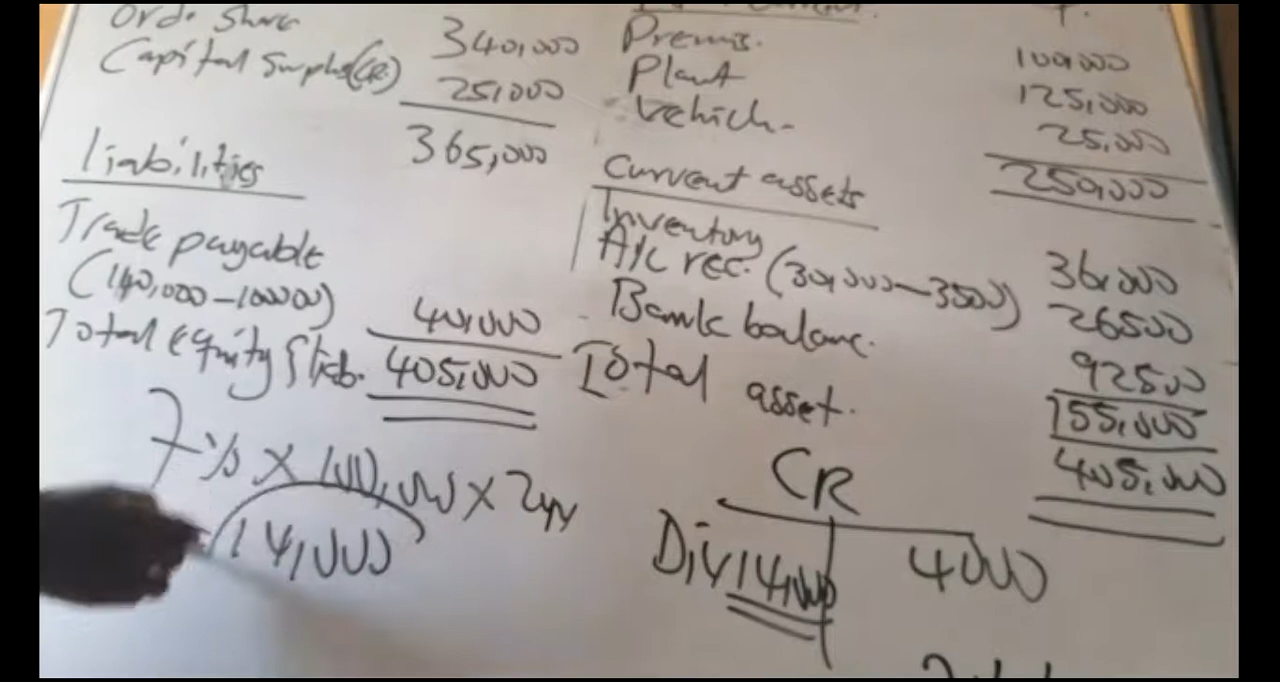 Ord. Share 340,000
Capital Surplus(CR) 25,000
365,000
Liabilities
Trade payable
(140,000-100000) 40,000
Total equity & liab. 405,000
Premis. 100,000
Plant 125,000
Vehicle. 25,000
250,000
Current assets
Inventory 36,000
A/C rec. (30,000-3500) 26500
Bank balance. 92500
155,000
Total asset. 405,000
7% X 100,000 X 2yr
14,000
CR
Div 14,000 4000